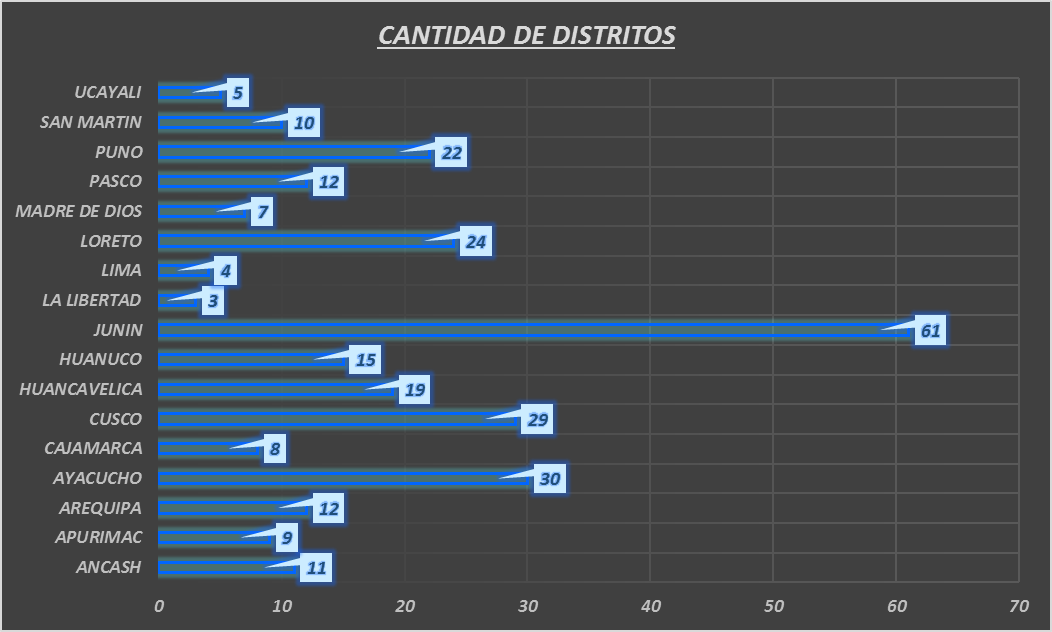 CANTIDAD DE DISTRITOS
UCAYALI 5
SAN MARTIN 10
PUNO 22
PASCO 12
MADRE DE DIOS 7
LORETO 24
LIMA 4
LA LIBERTAD 3
JUNIN 61
HUANUCO 15
HUANCAVELICA 19
CUSCO 29
CAJAMARCA 8
AYACUCHO 30
AREQUIPA 12
APURIMAC 9
ANCASH 11
0 10 20 30 40 50 60 70